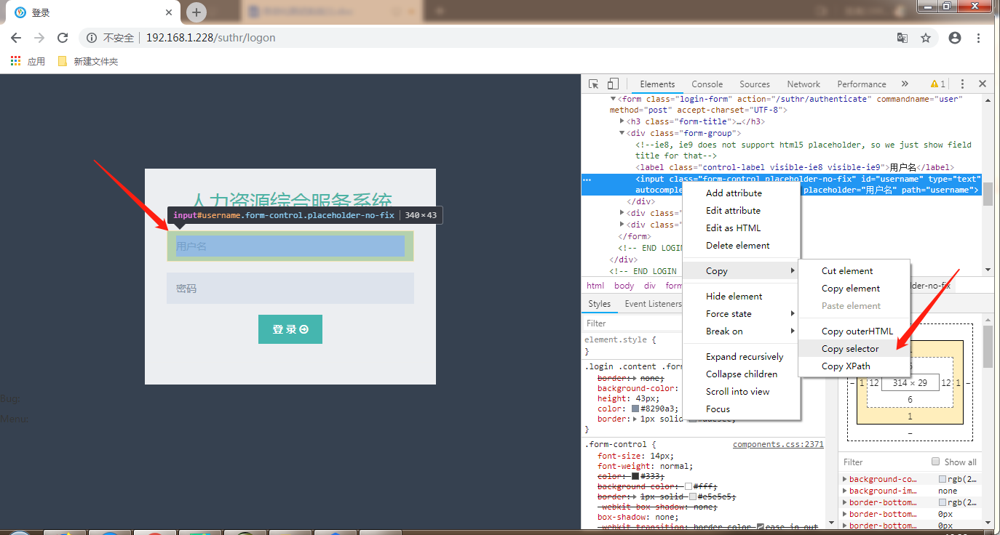 登录
不安全
192.168.1.228/suthr/logon
应用
新建文件夹
人力资源综合服务系统
input#username.form-control.placeholder-no-fix
340×43
用户名
密码
登录
Bug:
Menu:
Elements
Console
Sources
Network
Performance
1
<form class="login-form" action="/suthr/authenticate" commandname="user"
method="post" accept-charset="UTF-8">
<h3 class="form-title">…</h3>
<div class="form-group">
<!--ie8, ie9 does not support html5 placeholder, so we just show field
title for that-->
<label class="control-label visible-ie8 visible-ie9">用户名</label>
<input class="form-control placeholder-no-fix" id="username" type="text"
autocomple
placeholder="用户名" path="username">
</div>
<div clas
<div clas
</form>
<!-- END LOGIN
</div>
<!-- END LOGIN
html
body
div
form
der-no-fix
Add attribute
Edit attribute
Edit as HTML
Delete element
Copy
Hide element
Force state
Break on
Expand recursively
Collapse children
Scroll into view
Focus
Cut element
Copy element
Paste element
Copy outerHTML
Copy selector
Copy XPath
Styles
Event Listeners
Filter
element.style {
}
.login .content .for
border: none;
background-color:
height: 43px;
color: #8290a3;
border: 1px solid
}
.form-control {
components.css:2371
font-size: 14px;
font-weight: normal;
color: #333;
background-color: #fff;
border: 1px solid #e5e5e5;
-webkit-box-shadow: none;
box-shadow: none;
-webkit-transition: border-color ease-in-out
1
12
314 × 29
12
1
–
6
1
–
Filter
Show all
background-co…
rgb(2…
background-im…
none
border-bottom…
rgb(2…
border-bottom…
0px
border-bottom…
0px